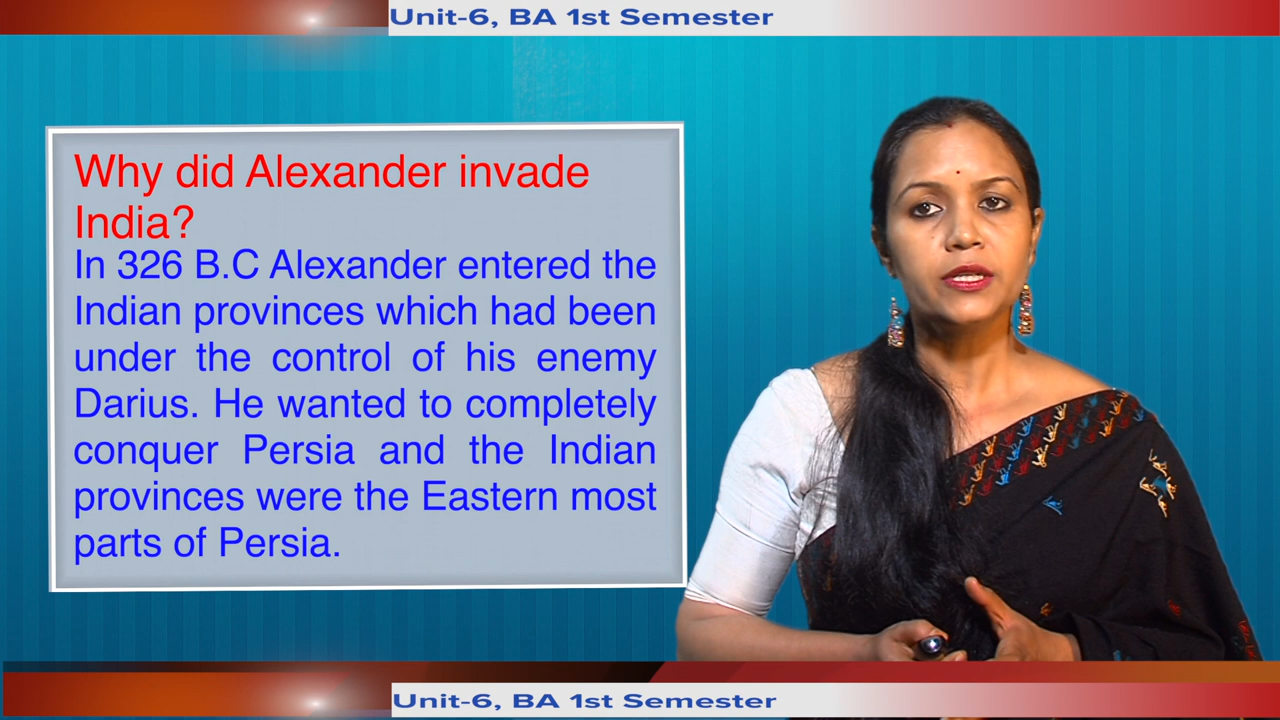 Unit-6, BA 1st Semester
Why did Alexander invade
India?
In 326 B.C Alexander entered the
Indian provinces which had been
under the control of his enemy
Darius. He wanted to completely
conquer Persia and the Indian
provinces were the Eastern most
parts of Persia.
Unit-6, BA 1st Semester